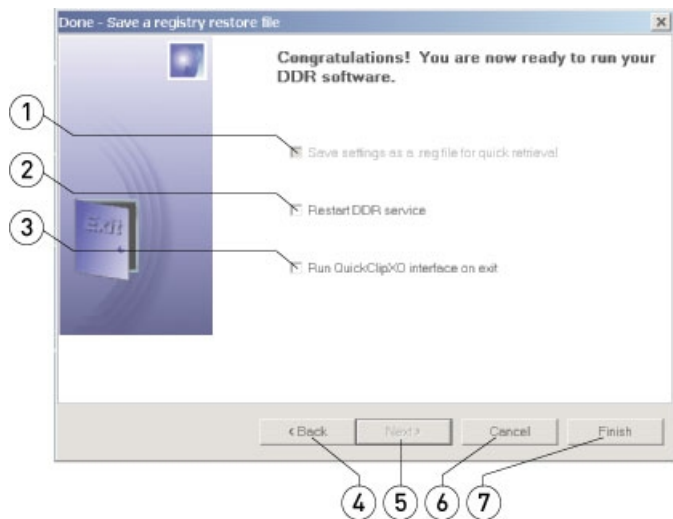 Done - Save a registry restore file
Congratulations! You are now ready to run your
DDR software.
1
Save settings as a .reg file for quick retrieval
2
Restart DDR service
3
Exit
Run QuickClipXO interface on exit
< Back
Next >
Cancel
Finish
4
5
6
7